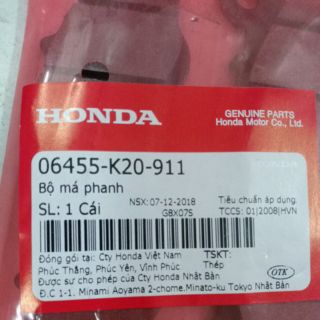 HONDA
GENUINE PARTS
Honda Motor Co., Ltd.
06455-K20-911
Bộ má phanh
NSX: 07-12-2018
Tiêu chuẩn áp dụng:
SL: 1 Cái
G8X07S
TCCS: 01|2008|HVN
Đóng gói tại: Cty Honda Việt Nam
TSKT:
Phúc Thắng, Phúc Yên, Vĩnh Phúc
Thép
OTK
Được sự cho phép của Cty Honda Nhật Bản
Đ.C 1-1. Minami Aoyama 2-chome.Minato-ku Tokyo Nhật Bản